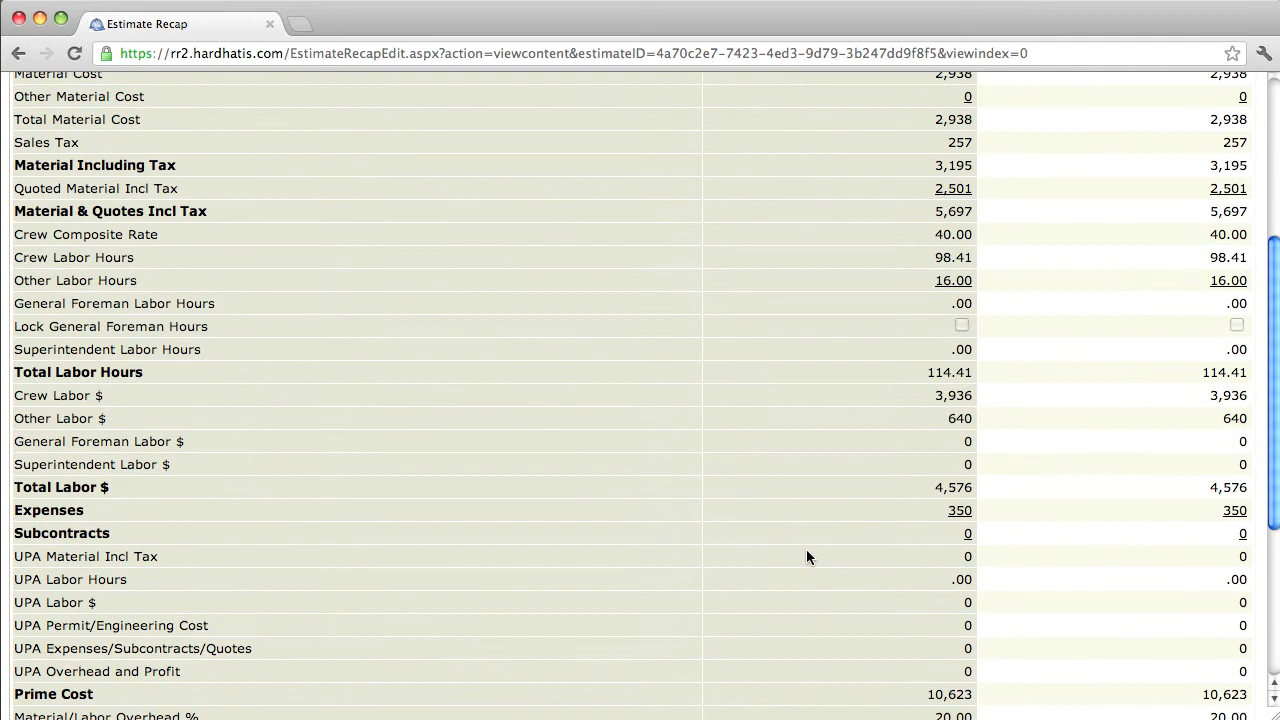 Estimate Recap
https://rr2.hardhatis.com/EstimateRecapEdit.aspx?action=viewcontent&estimateID=4a70c2e7-7423-4ed3-9d79-3b247dd9f8f5&viewindex=0
Material Cost 2,938 2,938
Other Material Cost 0 0
Total Material Cost 2,938 2,938
Sales Tax 257 257
Material Including Tax 3,195 3,195
Quoted Material Incl Tax 2,501 2,501
Material & Quotes Incl Tax 5,697 5,697
Crew Composite Rate 40.00 40.00
Crew Labor Hours 98.41 98.41
Other Labor Hours 16.00 16.00
General Foreman Labor Hours .00 .00
Lock General Foreman Hours
Superintendent Labor Hours .00 .00
Total Labor Hours 114.41 114.41
Crew Labor $ 3,936 3,936
Other Labor $ 640 640
General Foreman Labor $ 0 0
Superintendent Labor $ 0 0
Total Labor $ 4,576 4,576
Expenses 350 350
Subcontracts 0 0
UPA Material Incl Tax 0 0
UPA Labor Hours .00 .00
UPA Labor $ 0 0
UPA Permit/Engineering Cost 0 0
UPA Expenses/Subcontracts/Quotes 0 0
UPA Overhead and Profit 0 0
Prime Cost 10,623 10,623
Material/Labor Overhead % 20.00 20.00